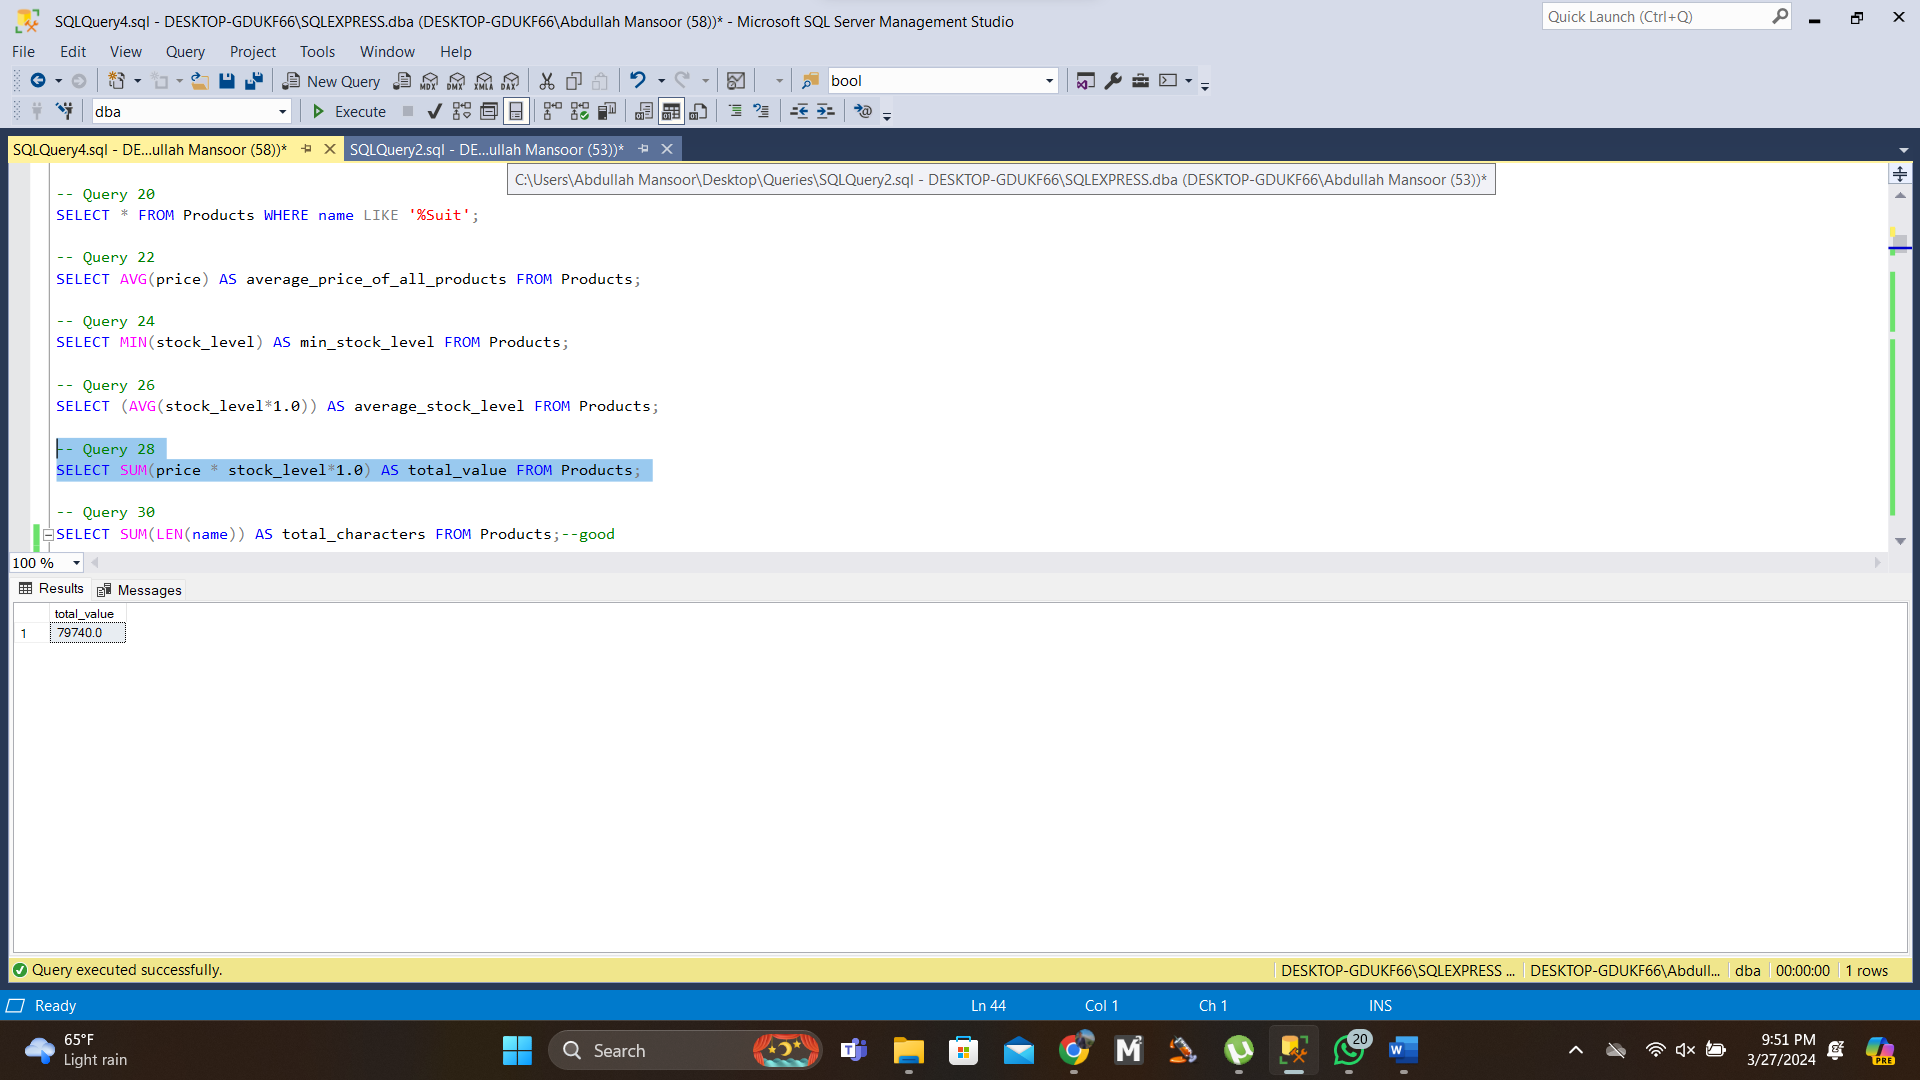 SQLQuery4.sql - DESKTOP-GDUKF66\SQLEXPRESS.dba (DESKTOP-GDUKF66\Abdullah Mansoor (58))* - Microsoft SQL Server Management Studio
Quick Launch (Ctrl+Q)
File Edit View Query Project Tools Window Help
New Query MDX DMX XMLA DAX bool
dba Execute
SQLQuery4.sql - DE...ullah Mansoor (58))* SQLQuery2.sql - DE...ullah Mansoor (53))*
C:\Users\Abdullah Mansoor\Desktop\Queries\SQLQuery2.sql - DESKTOP-GDUKF66\SQLEXPRESS.dba (DESKTOP-GDUKF66\Abdullah Mansoor (53))*
-- Query 20
SELECT * FROM Products WHERE name LIKE '%Suit';
-- Query 22
SELECT AVG(price) AS average_price_of_all_products FROM Products;
-- Query 24
SELECT MIN(stock_level) AS min_stock_level FROM Products;
-- Query 26
SELECT (AVG(stock_level*1.0)) AS average_stock_level FROM Products;
-- Query 28
SELECT SUM(price * stock_level*1.0) AS total_value FROM Products;
-- Query 30
SELECT SUM(LEN(name)) AS total_characters FROM Products;--good
100 %
Results Messages
total_value
1 79740.0
Query executed successfully. DESKTOP-GDUKF66\SQLEXPRESS ... DESKTOP-GDUKF66\Abdull... dba 00:00:00 1 rows
Ready Ln 44 Col 1 Ch 1 INS
65°F
Light rain
Search
20
9:51 PM
3/27/2024
PRE